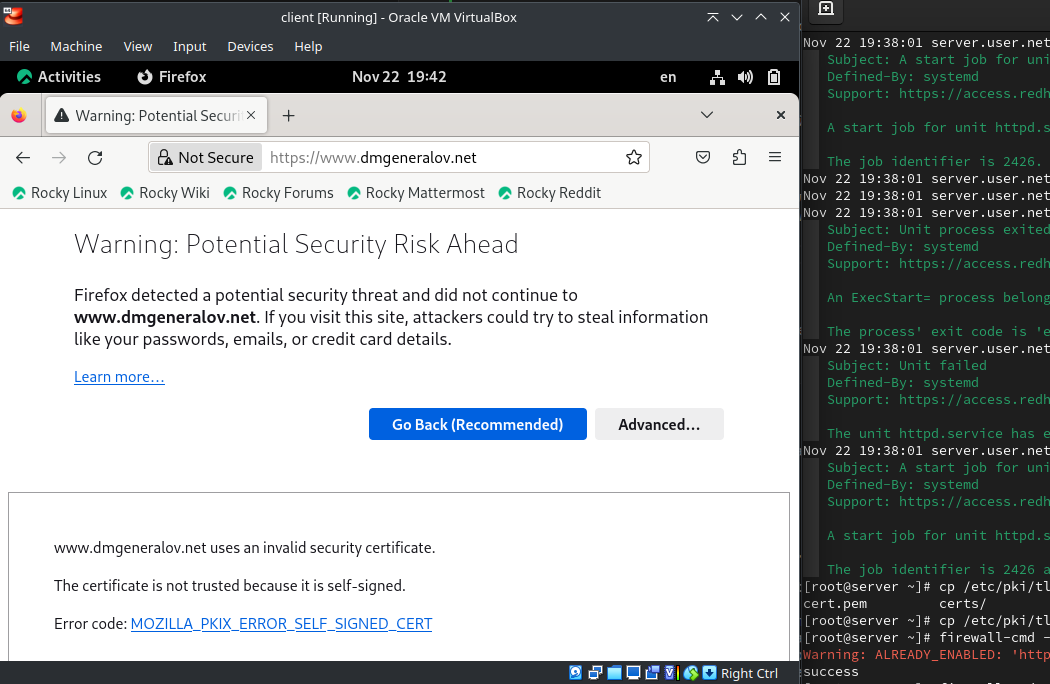 client [Running] - Oracle VM VirtualBox
File Machine View Input Devices Help
Activities Firefox Nov 22 19:42 en
Warning: Potential Securi
Not Secure https://www.dmgeneralov.net
Rocky Linux Rocky Wiki Rocky Forums Rocky Mattermost Rocky Reddit
Warning: Potential Security Risk Ahead
Firefox detected a potential security threat and did not continue to
www.dmgeneralov.net. If you visit this site, attackers could try to steal information
like your passwords, emails, or credit card details.
Learn more…
Go Back (Recommended) Advanced…
www.dmgeneralov.net uses an invalid security certificate.
The certificate is not trusted because it is self-signed.
Error code: MOZILLA_PKIX_ERROR_SELF_SIGNED_CERT
Right Ctrl
Nov 22 19:38:01 server.user.net
Subject: A start job for uni
Defined-By: systemd
Support: https://access.redh
A start job for unit httpd.s
The job identifier is 2426.
Nov 22 19:38:01 server.user.net
Nov 22 19:38:01 server.user.net
Nov 22 19:38:01 server.user.net
Subject: Unit process exited
Defined-By: systemd
Support: https://access.redh
An ExecStart= process belong
The process' exit code is 'e
Nov 22 19:38:01 server.user.net
Subject: Unit failed
Defined-By: systemd
Support: https://access.redh
The unit httpd.service has e
Nov 22 19:38:01 server.user.net
Subject: A start job for uni
Defined-By: systemd
Support: https://access.redh
A start job for unit httpd.s
The job identifier is 2426 a
[root@server ~]# cp /etc/pki/tl
cert.pem certs/
[root@server ~]# cp /etc/pki/tl
[root@server ~]# firewall-cmd -
Warning: ALREADY_ENABLED: 'http
success